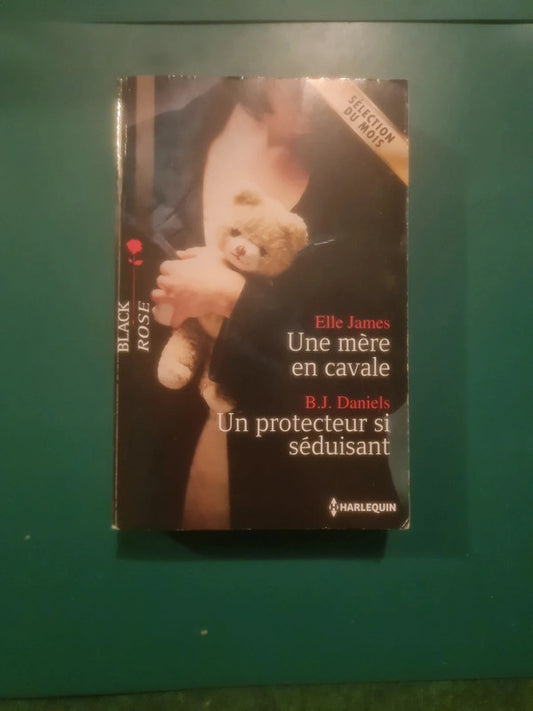 SÉLECTION
DU MOIS
BLACK
ROSE
Elle James
Une mère
en cavale
B.J. Daniels
Un protecteur si
séduisant
HARLEQUIN